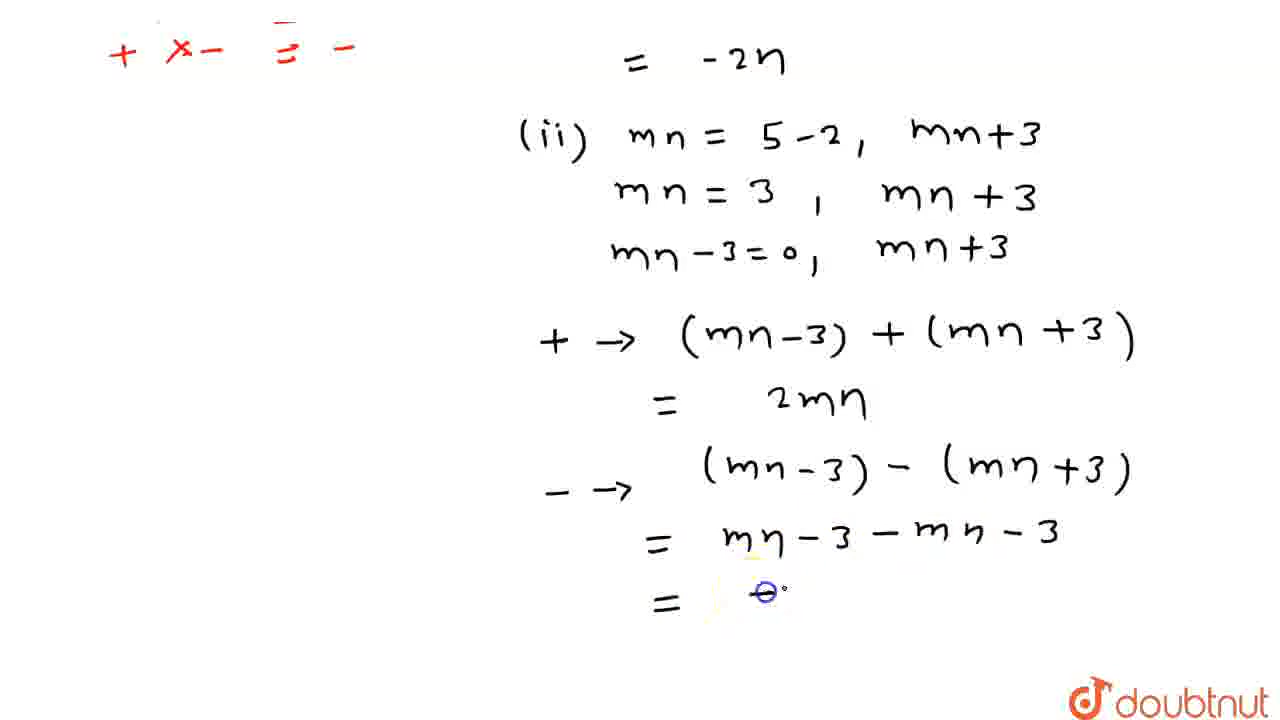 + × - = -
= -2n
(ii) mn = 5 - 2, mn + 3
mn = 3, mn + 3
mn - 3 = 0, mn + 3
+ → (mn - 3) + (mn + 3)
= 2mn
- → (mn - 3) - (mn + 3)
= mn - 3 - mn - 3
= -
doubtnut